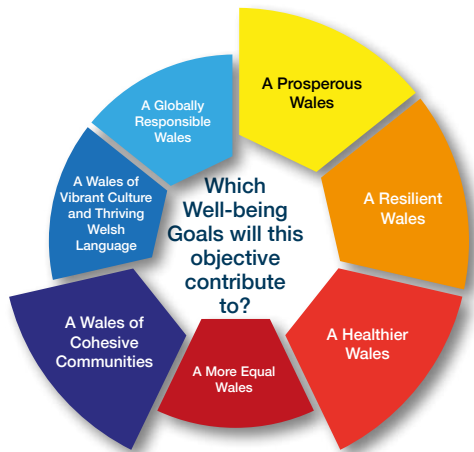 A Prosperous
Wales
A Resilient
Wales
A Healthier
Wales
A More Equal
Wales
A Wales of
Cohesive
Communities
A Wales of
Vibrant Culture
and Thriving
Welsh
Language
A Globally
Responsible
Wales
Which
Well-being
Goals will this
objective
contribute
to?